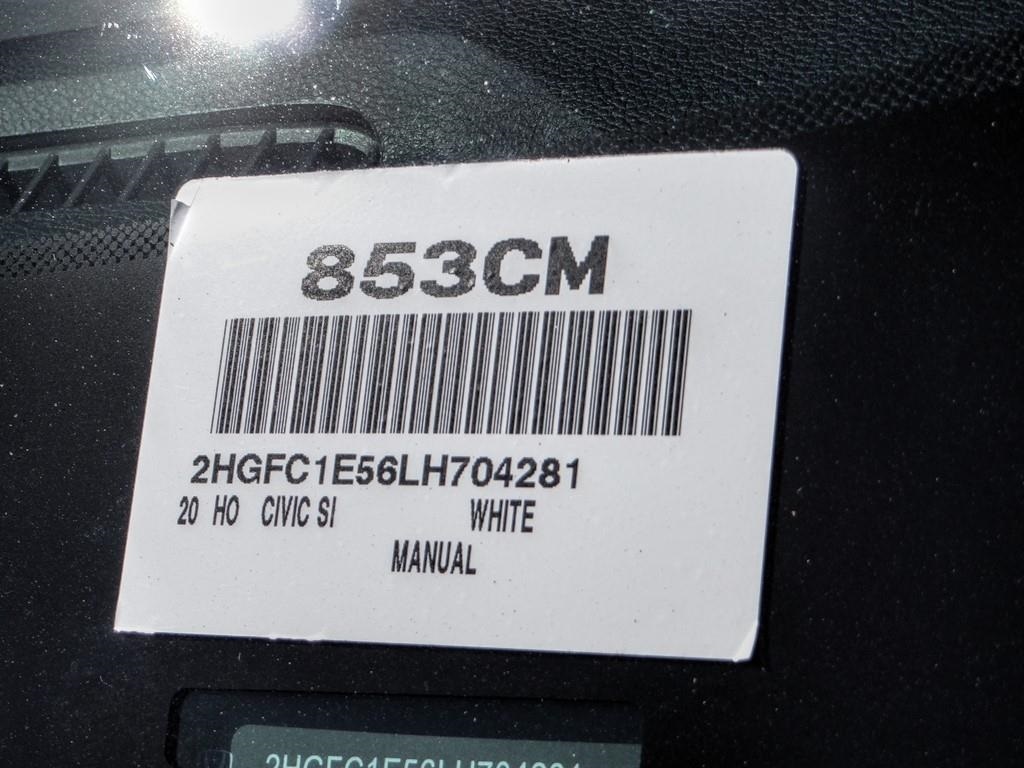 853CM
2HGFC1E56LH704281
20 HO CIVIC SI WHITE
MANUAL